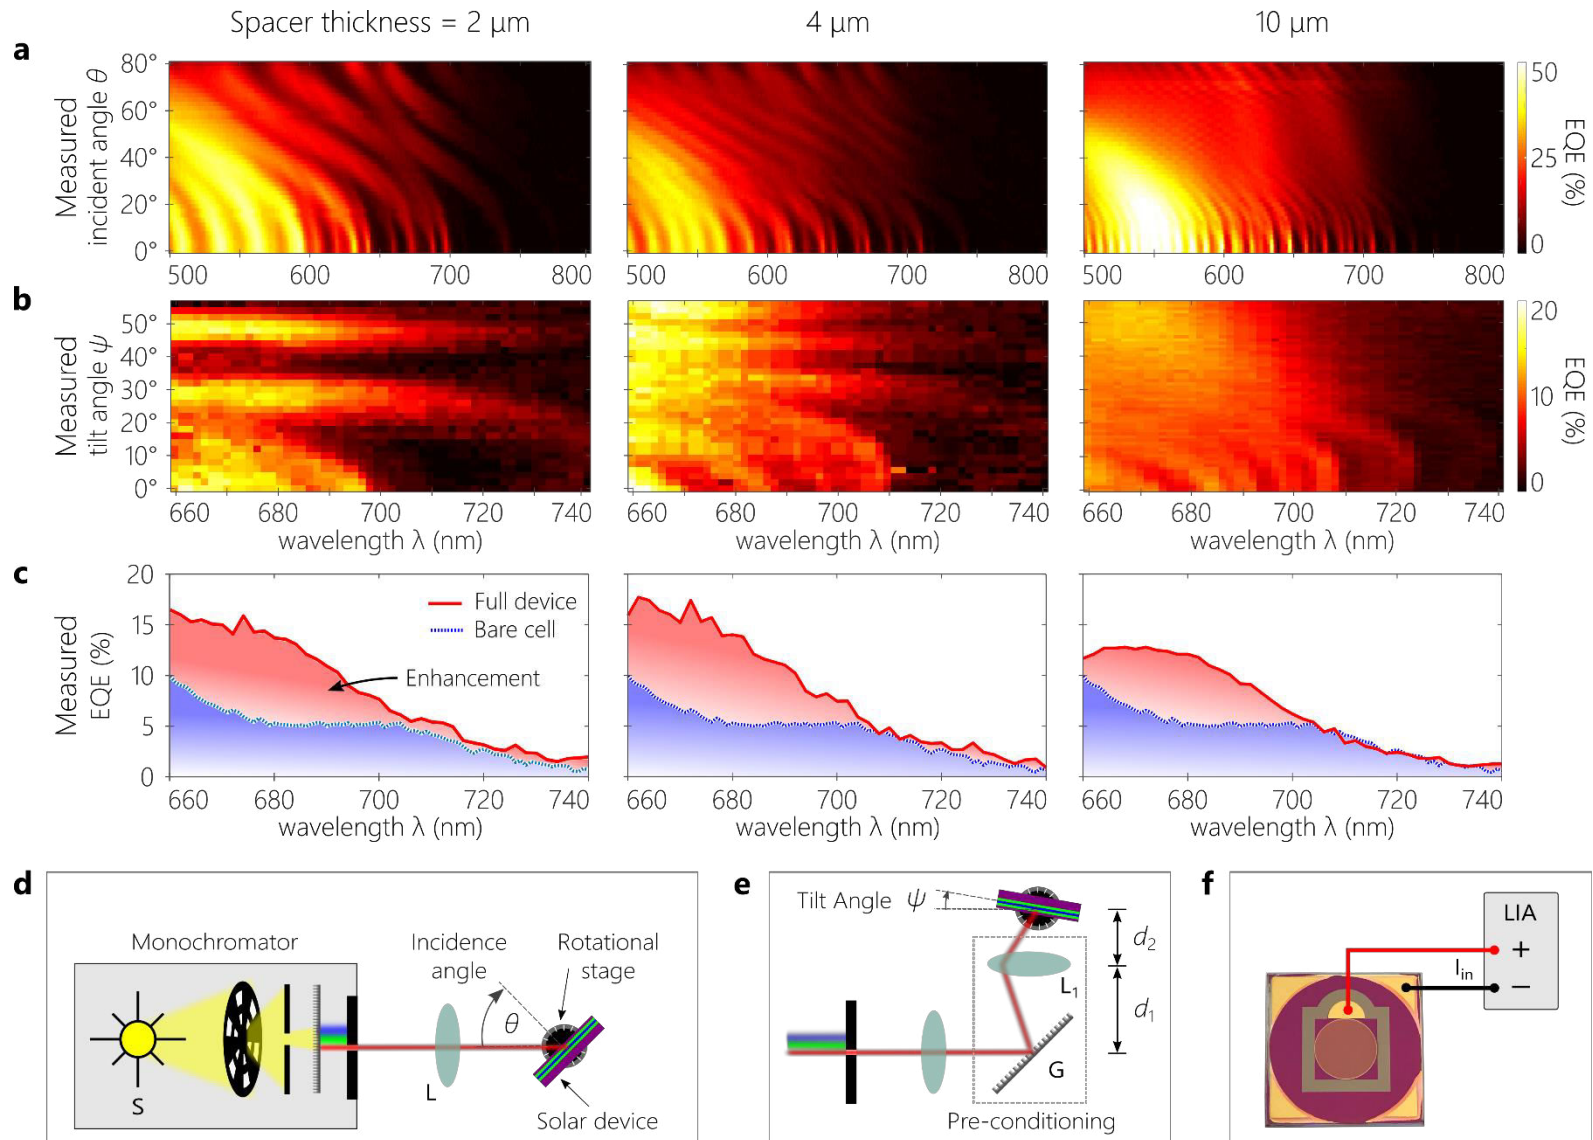 Spacer thickness = 2 µm
4 µm
10 µm
a
Measured
incident angle θ
80°
60
40
20
0°
500
600
700
800
500
600
700
800
500
600
700
800
50
25
0
EQE (%)
b
Measured
tilt angle ψ
50°
40°
30°
20°
10°
0°
660
680
700
720
740
wavelength λ (nm)
660
680
700
720
740
wavelength λ (nm)
660
680
700
720
740
wavelength λ (nm)
20
10
0
EQE (%)
c
Measured
EQE (%)
20
15
10
5
0
Full device
Bare cell
Enhancement
660
680
700
720
740
wavelength λ (nm)
660
680
700
720
740
wavelength λ (nm)
660
680
700
720
740
wavelength λ (nm)
d
Monochromator
Incidence
angle
Rotational
stage
θ
S
L
Solar device
e
Tilt Angle ψ
d2
L1
d1
G
Pre-conditioning
f
LIA
+
Iin
−